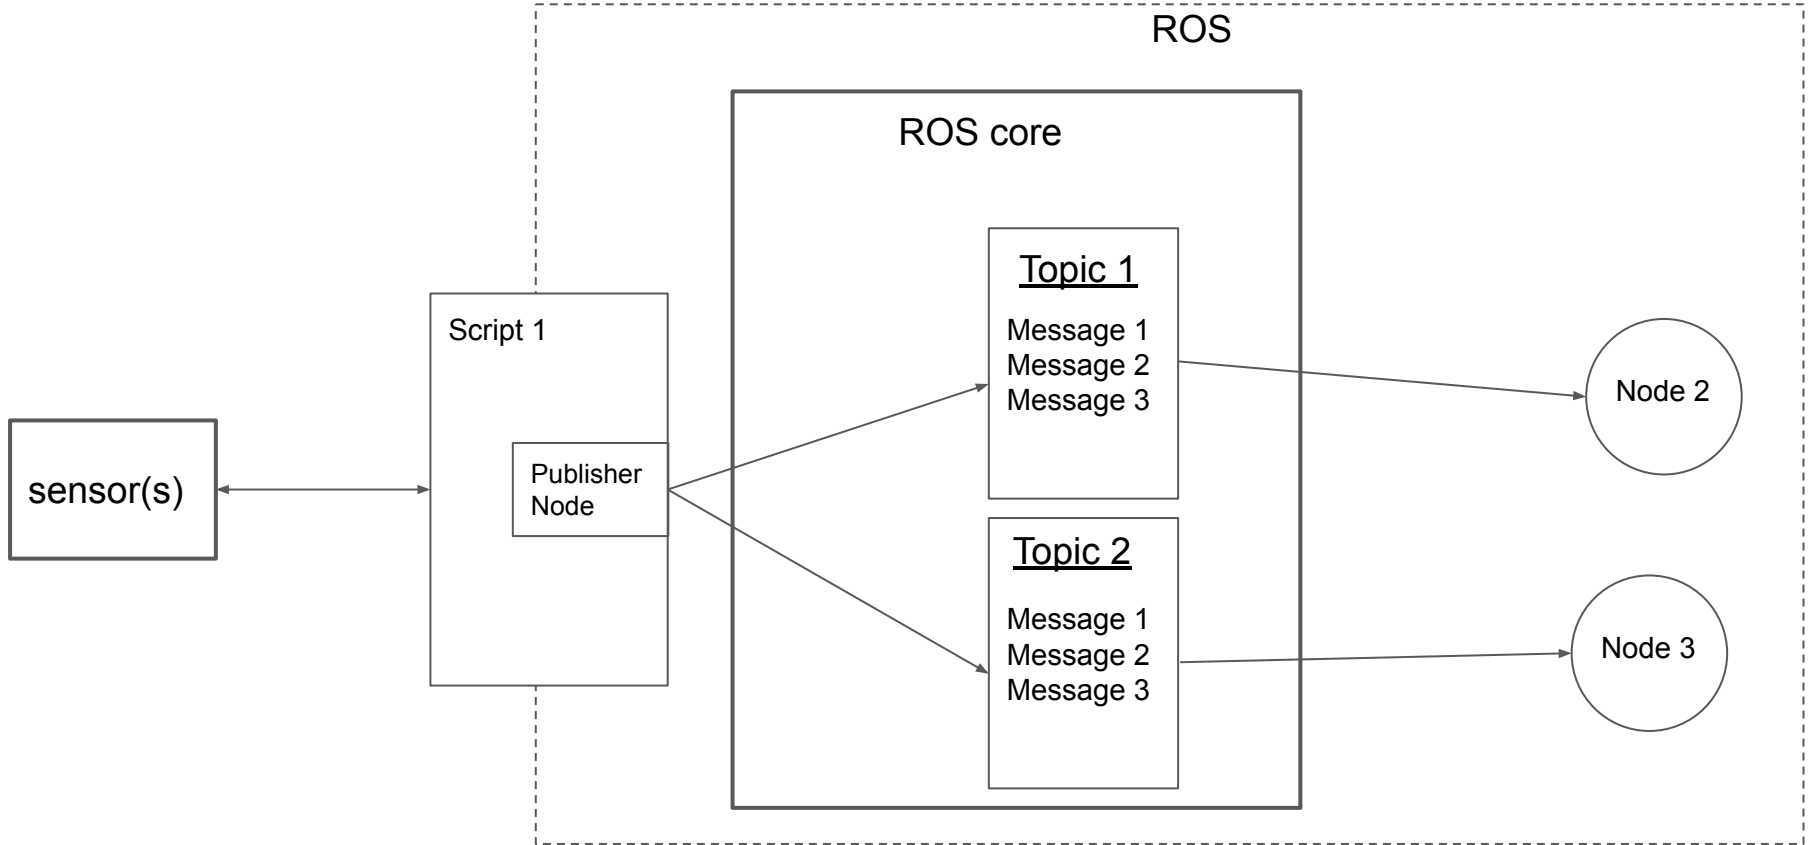 ROS
ROS core
Topic 1
Message 1
Message 2
Message 3
Script 1
Publisher
Node
sensor(s)
Topic 2
Message 1
Message 2
Message 3
Node 2
Node 3